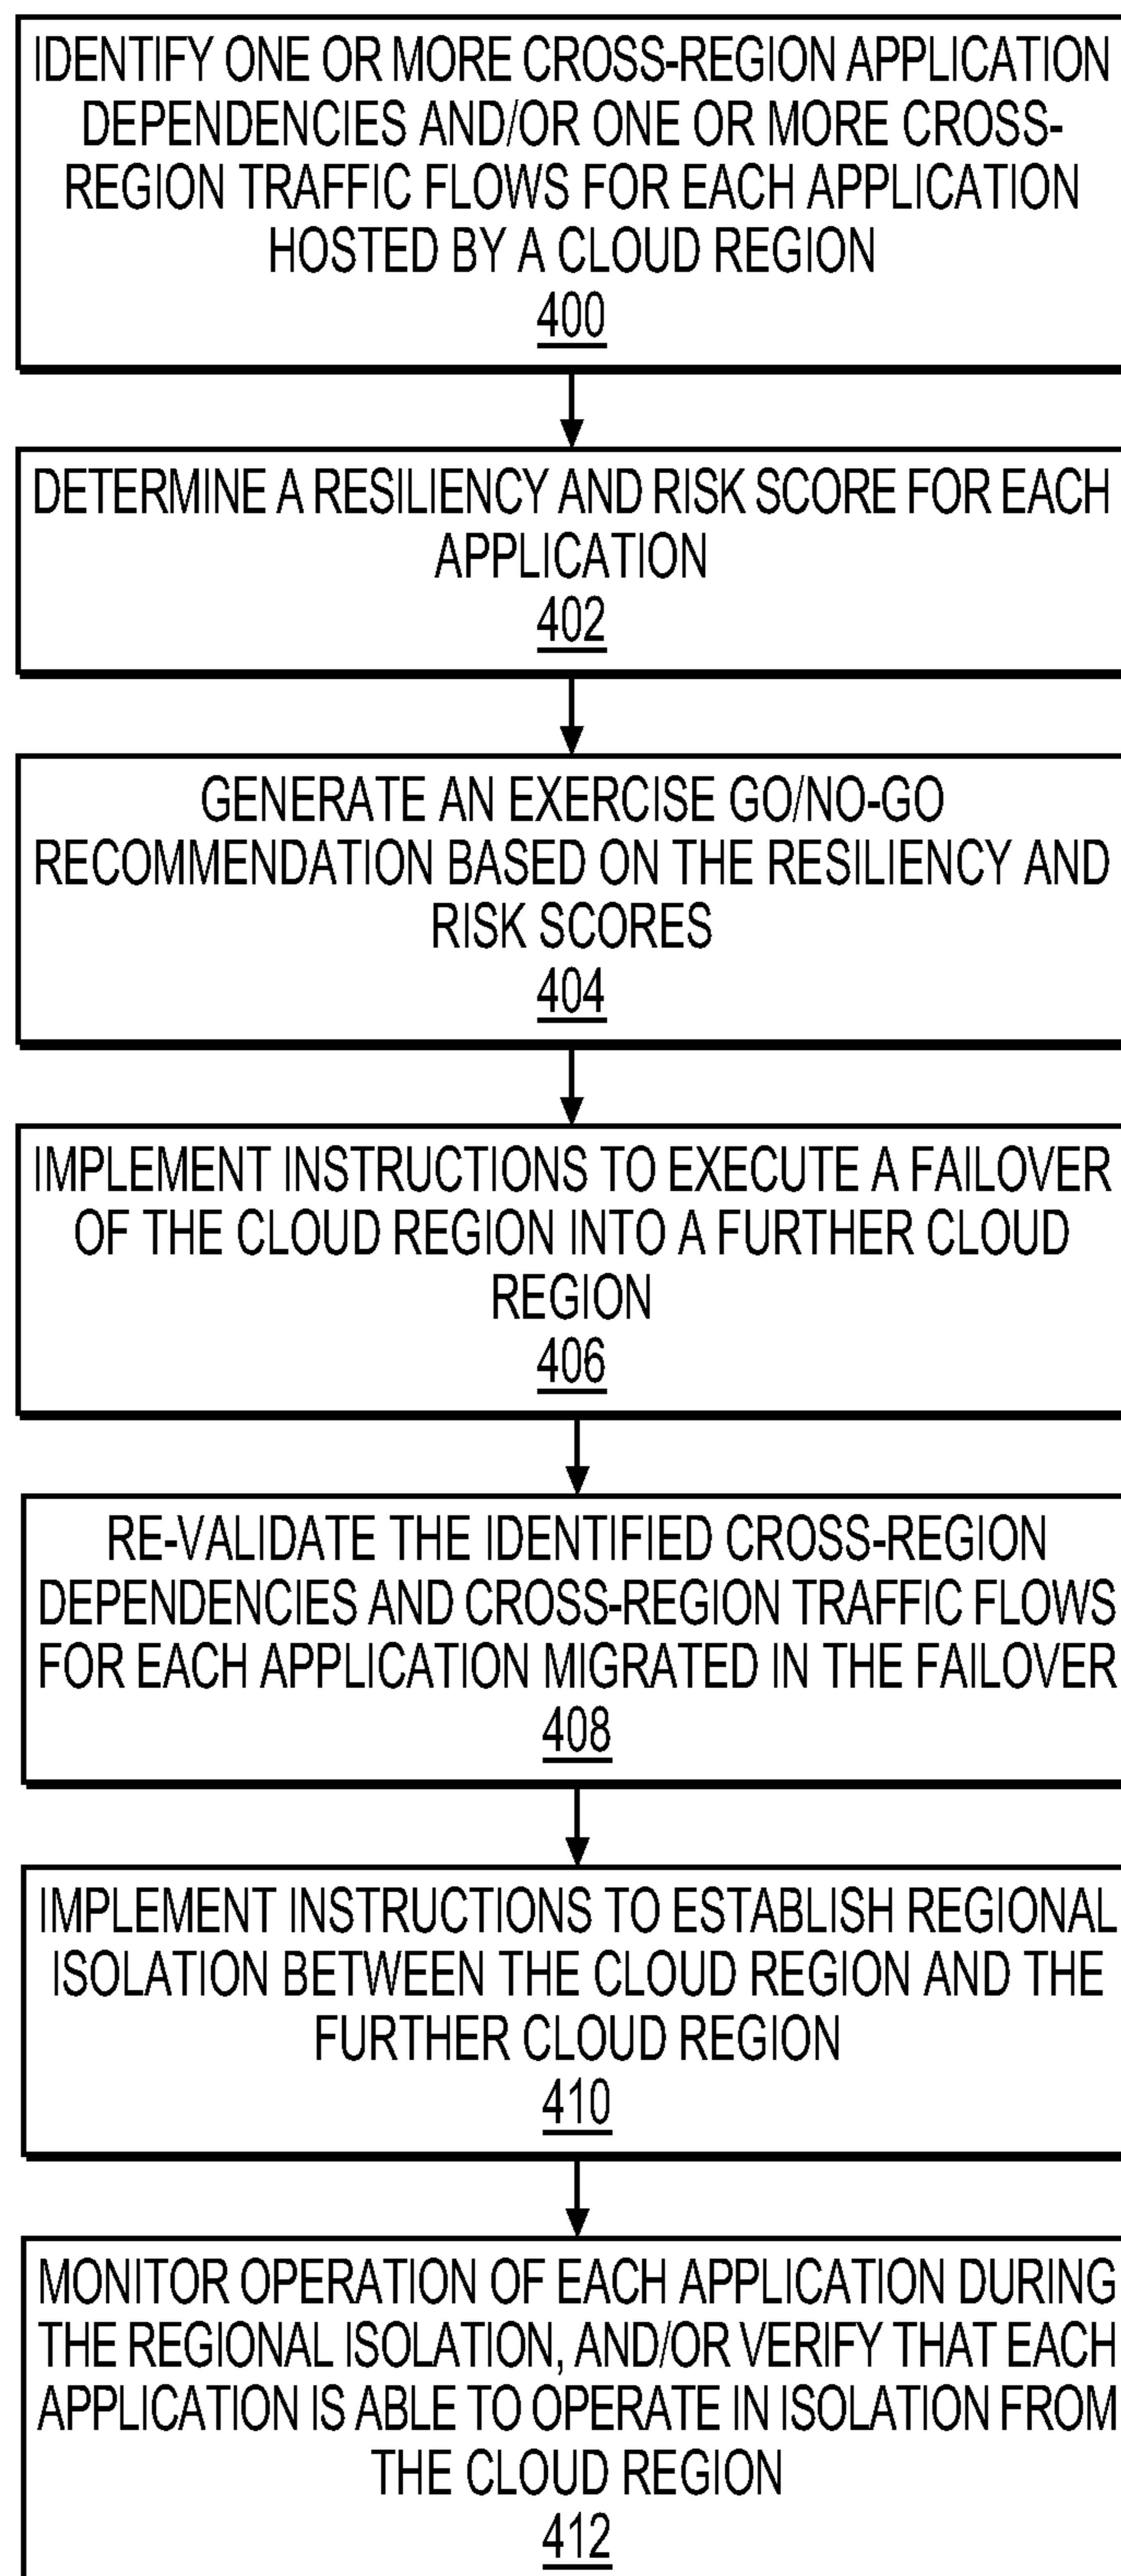 IDENTIFY ONE OR MORE CROSS-REGION APPLICATION
DEPENDENCIES AND/OR ONE OR MORE CROSS-
REGION TRAFFIC FLOWS FOR EACH APPLICATION
HOSTED BY A CLOUD REGION
400
DETERMINE A RESILIENCY AND RISK SCORE FOR EACH
APPLICATION
402
GENERATE AN EXERCISE GO/NO-GO
RECOMMENDATION BASED ON THE RESILIENCY AND
RISK SCORES
404
IMPLEMENT INSTRUCTIONS TO EXECUTE A FAILOVER
OF THE CLOUD REGION INTO A FURTHER CLOUD
REGION
406
RE-VALIDATE THE IDENTIFIED CROSS-REGION
DEPENDENCIES AND CROSS-REGION TRAFFIC FLOWS
FOR EACH APPLICATION MIGRATED IN THE FAILOVER
408
IMPLEMENT INSTRUCTIONS TO ESTABLISH REGIONAL
ISOLATION BETWEEN THE CLOUD REGION AND THE
FURTHER CLOUD REGION
410
MONITOR OPERATION OF EACH APPLICATION DURING
THE REGIONAL ISOLATION, AND/OR VERIFY THAT EACH
APPLICATION IS ABLE TO OPERATE IN ISOLATION FROM
THE CLOUD REGION
412